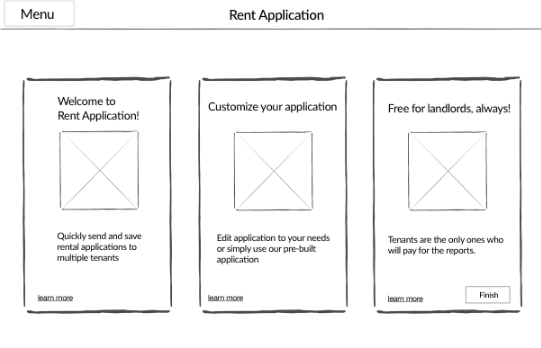 Menu
Rent Application
Welcome to
Rent Application!
Quickly send and save
rental applications to
multiple tenants
learn more
Customize your application
Edit application to your needs
or simply use our pre-built
application
learn more
Free for landlords, always!
Tenants are the only ones who
will pay for the reports.
learn more
Finish